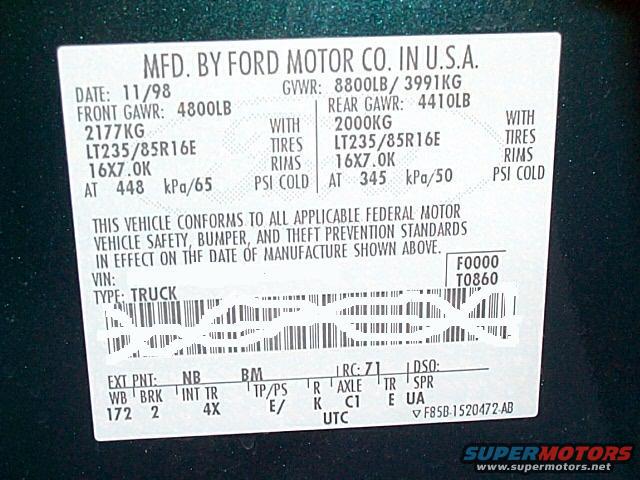 MFD. BY FORD MOTOR CO. IN U.S.A.
DATE: 11/98 GVWR: 8800LB/ 3991KG
FRONT GAWR: 4800LB REAR GAWR: 4410LB
2177KG WITH 2000KG WITH
LT235/85R16E TIRES LT235/85R16E TIRES
16X7.0K RIMS 16X7.0K RIMS
AT 448 kPa/65 PSI COLD AT 345 kPa/50 PSI COLD
THIS VEHICLE CONFORMS TO ALL APPLICABLE FEDERAL MOTOR
VEHICLE SAFETY, BUMPER, AND THEFT PREVENTION STANDARDS
IN EFFECT ON THE DATE OF MANUFACTURE SHOWN ABOVE.
VIN: F0000
TYPE: TRUCK T0860
EXT PNT: NB BM RC: 71 DSO:
WB BRK INT TR TP/PS R AXLE TR SPR
172 2 4X E/ K C1 E UA
UTC ▽ F85B-1520472-AB
SUPERMOTORS
www.supermotors.net